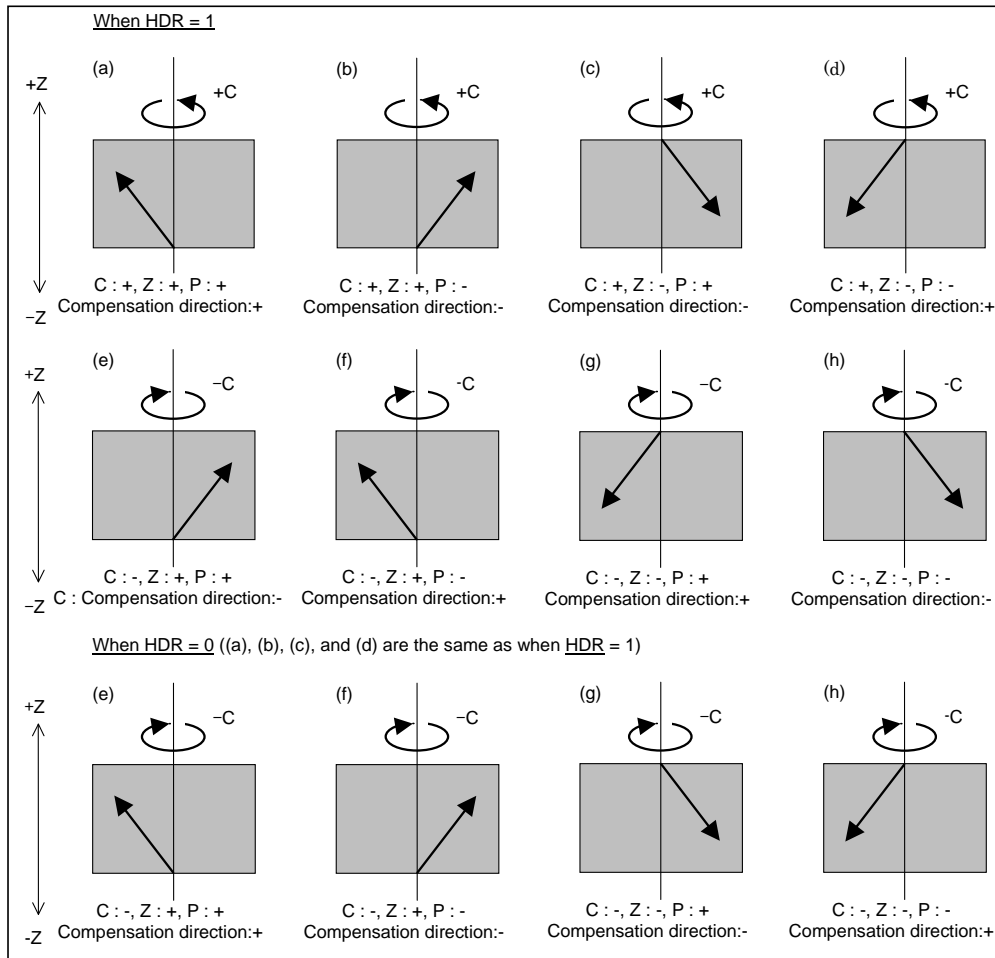 When HDR = 1
(a) (b) (c) (d)
+Z
+C +C +C +C
C : +, Z : +, P : + C : +, Z : +, P : - C : +, Z : -, P : + C : +, Z : -, P : -
Compensation direction:+ Compensation direction:- Compensation direction:- Compensation direction:+
−Z
(e) (f) (g) (h)
+Z
−C -C −C -C
C : -, Z : +, P : + C : -, Z : +, P : - C : -, Z : -, P : + C : -, Z : -, P : -
C : Compensation direction:- Compensation direction:+ Compensation direction:+ Compensation direction:-
−Z
When HDR = 0 ((a), (b), (c), and (d) are the same as when HDR = 1)
(e) (f) (g) (h)
+Z
−C −C −C -C
C : -, Z : +, P : + C : -, Z : +, P : - C : -, Z : -, P : + C : -, Z : -, P : -
Compensation direction:+ Compensation direction:- Compensation direction:- Compensation direction:+
-Z